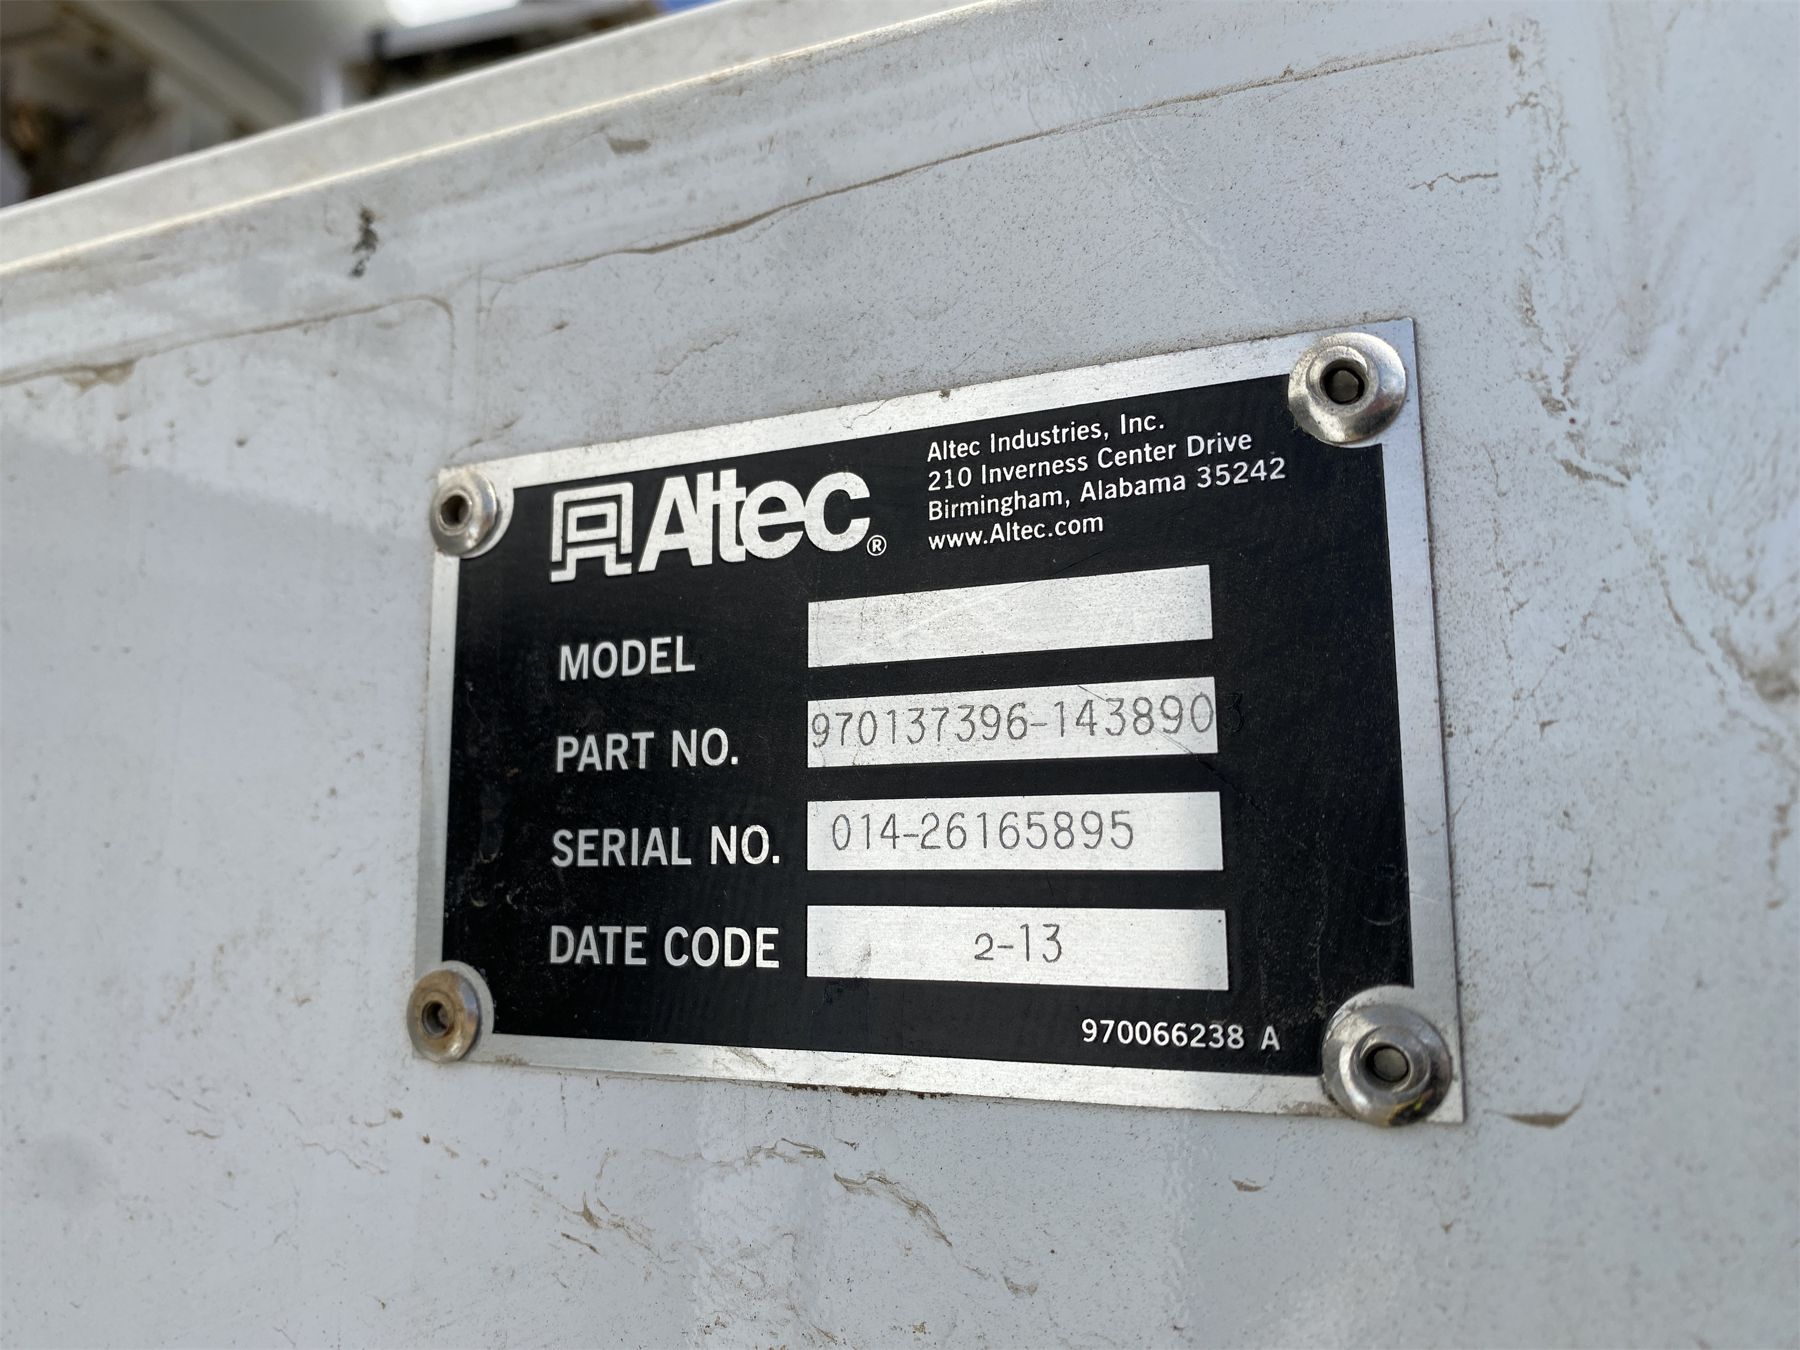 Altec®
Altec Industries, Inc.
210 Inverness Center Drive
Birmingham, Alabama 35242
www.Altec.com
MODEL
PART NO. 970137396-1438903
SERIAL NO. 014-26165895
DATE CODE 2-13
970066238 A